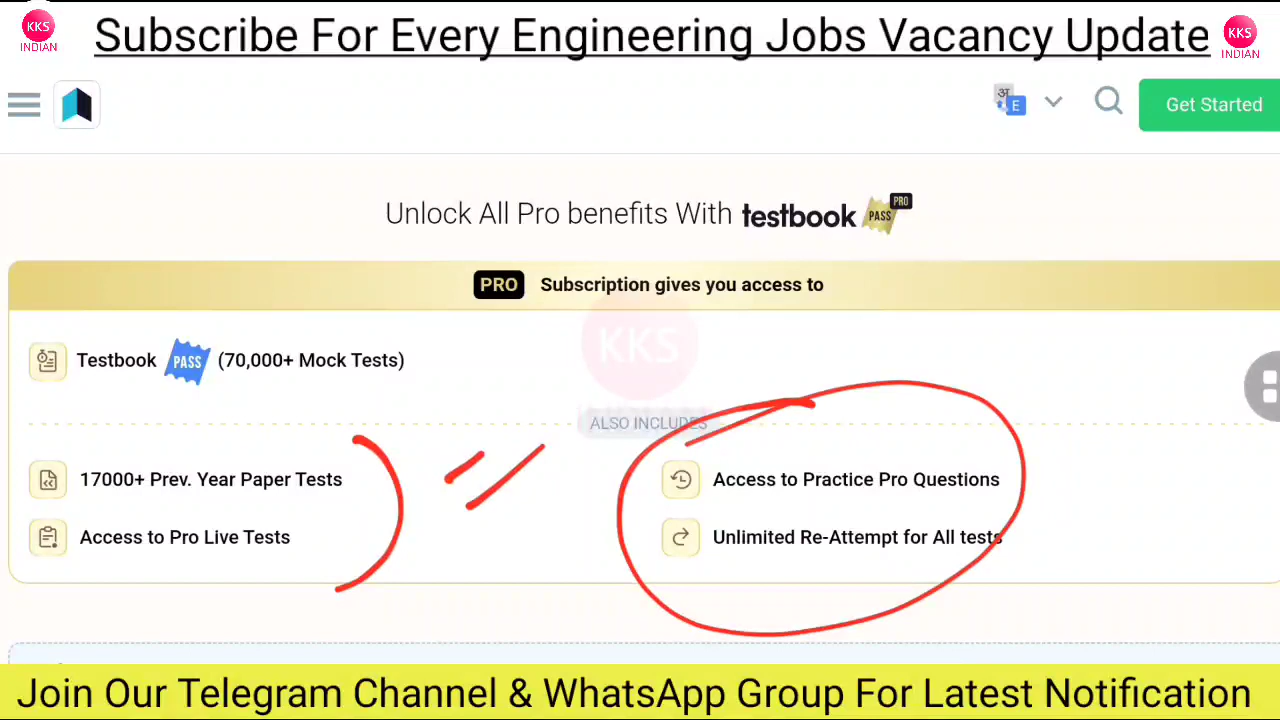 KKS
INDIAN
Subscribe For Every Engineering Jobs Vacancy Update
KKS
INDIAN
अ
E
Get Started
Unlock All Pro benefits With testbook PASS PRO
PRO Subscription gives you access to
Testbook PASS (70,000+ Mock Tests)
KKS
ALSO INCLUDES
17000+ Prev. Year Paper Tests
Access to Practice Pro Questions
Access to Pro Live Tests
Unlimited Re-Attempt for All tests
Join Our Telegram Channel & WhatsApp Group For Latest Notification